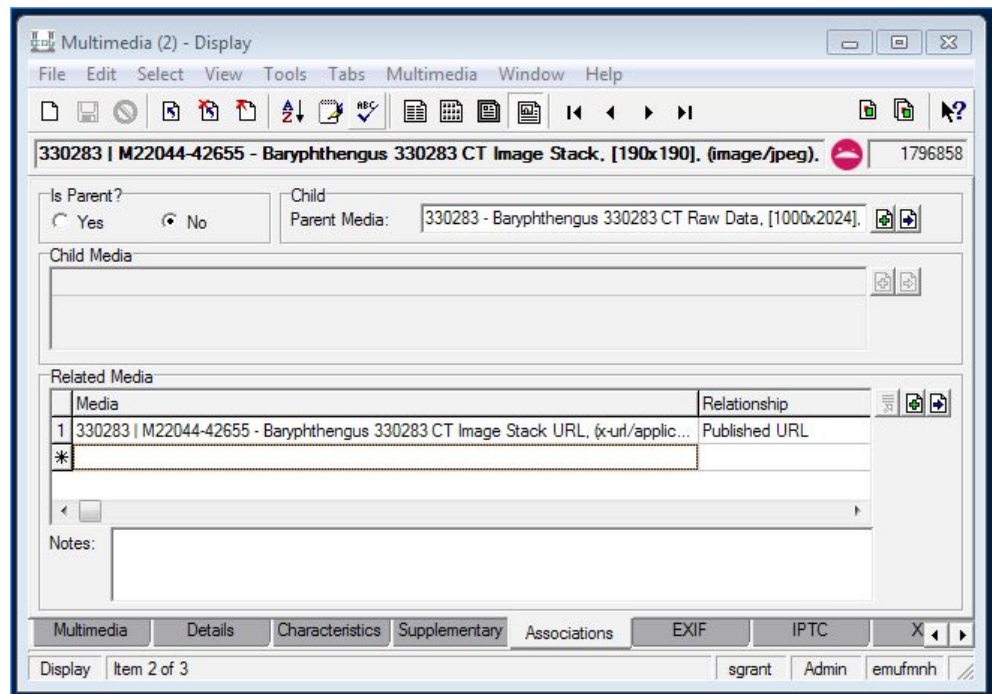 Multimedia (2) - Display
File Edit Select View Tools Tabs Multimedia Window Help
ABC
330283 | M22044-42655 - Baryphthengus 330283 CT Image Stack, [190x190], (image/jpeg), 1796858
Is Parent? Child
Yes No Parent Media: 330283 - Baryphthengus 330283 CT Raw Data, [1000x2024],
Child Media
Related Media
Media Relationship
1 330283 | M22044-42655 - Baryphthengus 330283 CT Image Stack URL, (x-url/applic... Published URL
Notes:
Multimedia Details Characteristics Supplementary Associations EXIF IPTC X
Display Item 2 of 3 sgrant Admin emufmnh